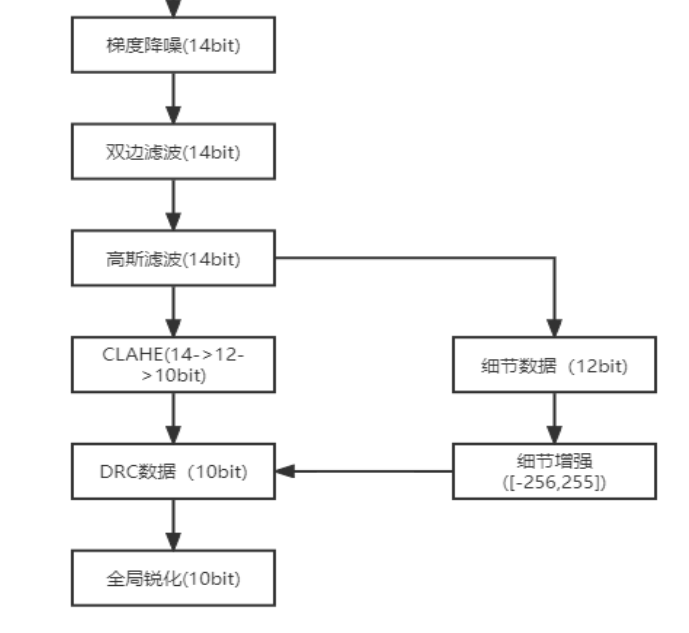 梯度降噪(14bit)
双边滤波(14bit)
高斯滤波(14bit)
CLAHE(14->12-
>10bit)
细节数据（12bit)
DRC数据（10bit)
细节增强
([-256,255])
全局锐化(10bit)